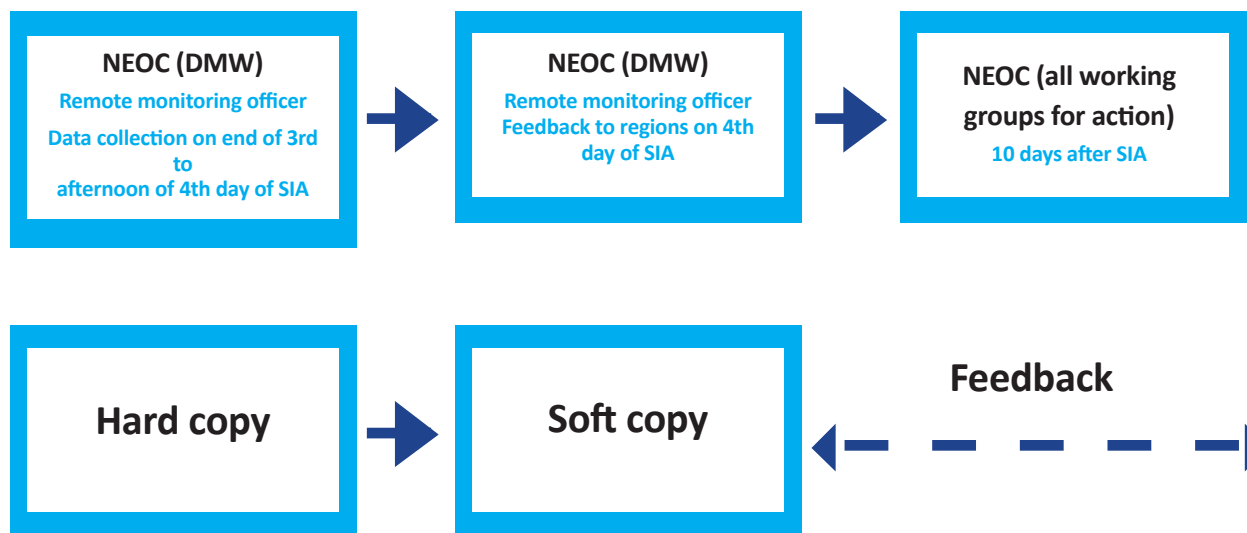 NEOC (DMW)
Remote monitoring officer
Data collection on end of 3rd
to
afternoon of 4th day of SIA
NEOC (DMW)
Remote monitoring officer
Feedback to regions on 4th
day of SIA
NEOC (all working
groups for action)
10 days after SIA
Hard copy
Soft copy
Feedback